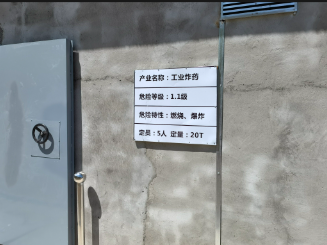 产业名称：工业炸药
危险等级：1.1级
危险特性：燃烧、爆炸
定员：5人 定量：20T